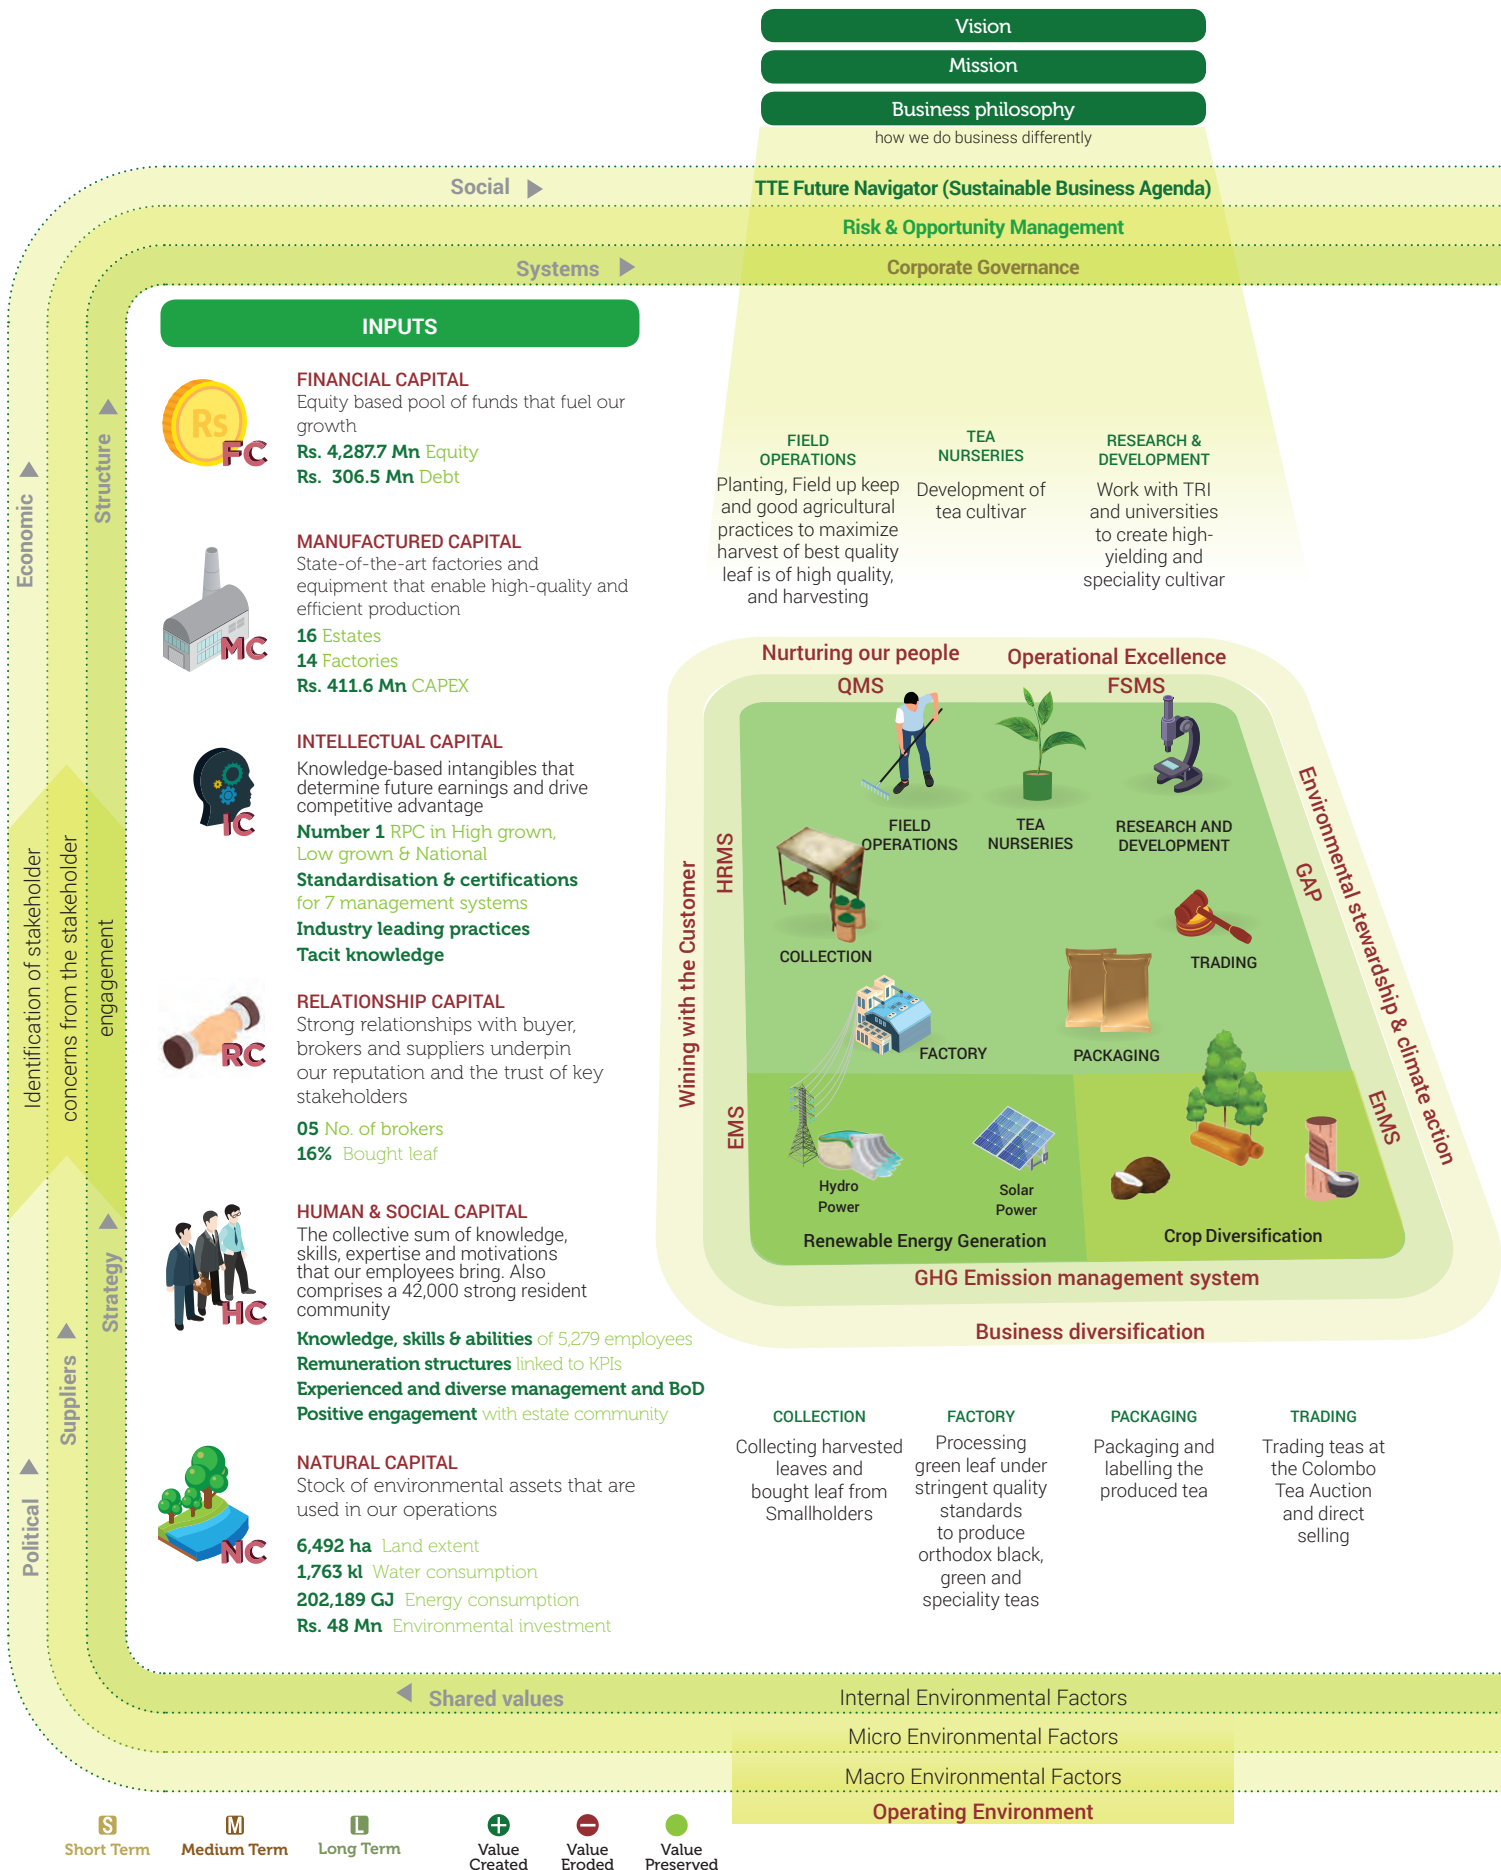 Vision
Mission
Business philosophy
how we do business differently
Social
TTE Future Navigator (Sustainable Business Agenda)
Risk & Opportunity Management
Systems
Corporate Governance
Economic
Structure
Identification of stakeholder
concerns from the stakeholder
engagement
Strategy
Suppliers
Political
INPUTS
Rs
FC
FINANCIAL CAPITAL
Equity based pool of funds that fuel our
growth
Rs. 4,287.7 Mn Equity
Rs. 306.5 Mn Debt
MC
MANUFACTURED CAPITAL
State-of-the-art factories and
equipment that enable high-quality and
efficient production
16 Estates
14 Factories
Rs. 411.6 Mn CAPEX
IC
INTELLECTUAL CAPITAL
Knowledge-based intangibles that
determine future earnings and drive
competitive advantage
Number 1 RPC in High grown,
Low grown & National
Standardisation & certifications
for 7 management systems
Industry leading practices
Tacit knowledge
RC
RELATIONSHIP CAPITAL
Strong relationships with buyer,
brokers and suppliers underpin
our reputation and the trust of key
stakeholders
05 No. of brokers
16% Bought leaf
HC
HUMAN & SOCIAL CAPITAL
The collective sum of knowledge,
skills, expertise and motivations
that our employees bring. Also
comprises a 42,000 strong resident
community
Knowledge, skills & abilities of 5,279 employees
Remuneration structures linked to KPIs
Experienced and diverse management and BoD
Positive engagement with estate community
NC
NATURAL CAPITAL
Stock of environmental assets that are
used in our operations
6,492 ha Land extent
1,763 kl Water consumption
202,189 GJ Energy consumption
Rs. 48 Mn Environmental investment
FIELD
OPERATIONS
Planting, Field up keep
and good agricultural
practices to maximize
harvest of best quality
leaf is of high quality,
and harvesting
TEA
NURSERIES
Development of
tea cultivar
RESEARCH &
DEVELOPMENT
Work with TRI
and universities
to create high-
yielding and
speciality cultivar
Nurturing our people
Operational Excellence
QMS
FSMS
Wining with the Customer
HRMS
EMS
Environmental stewardship & climate action
GAP
EnMS
FIELD
OPERATIONS
TEA
NURSERIES
RESEARCH AND
DEVELOPMENT
COLLECTION
TRADING
FACTORY
PACKAGING
Hydro
Power
Solar
Power
Renewable Energy Generation
Crop Diversification
GHG Emission management system
Business diversification
COLLECTION
Collecting harvested
leaves and
bought leaf from
Smallholders
FACTORY
Processing
green leaf under
stringent quality
standards
to produce
orthodox black,
green and
speciality teas
PACKAGING
Packaging and
labelling the
produced tea
TRADING
Trading teas at
the Colombo
Tea Auction
and direct
selling
Shared values
Internal Environmental Factors
Micro Environmental Factors
Macro Environmental Factors
Operating Environment
S
Short Term
M
Medium Term
L
Long Term
Value
Created
Value
Eroded
Value
Preserved